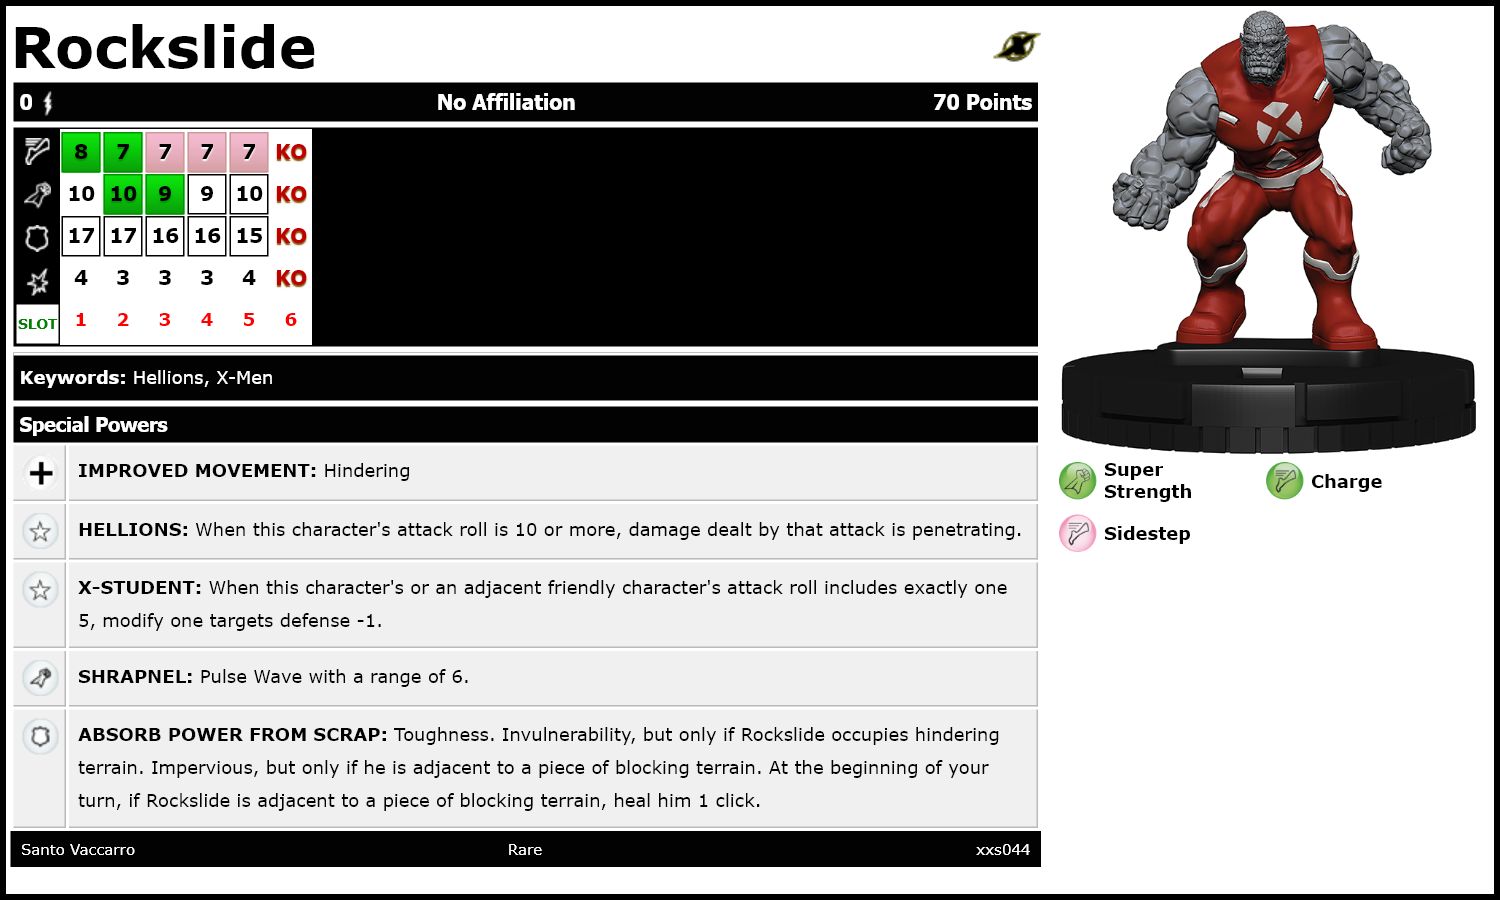 Rockslide
0 No Affiliation 70 Points
8 7 7 7 7 KO
10 10 9 9 10 KO
17 17 16 16 15 KO
4 3 3 3 4 KO
SLOT 1 2 3 4 5 6
Keywords: Hellions, X-Men
Special Powers
IMPROVED MOVEMENT: Hindering
HELLIONS: When this character's attack roll is 10 or more, damage dealt by that attack is penetrating.
X-STUDENT: When this character's or an adjacent friendly character's attack roll includes exactly one
5, modify one targets defense -1.
SHRAPNEL: Pulse Wave with a range of 6.
ABSORB POWER FROM SCRAP: Toughness. Invulnerability, but only if Rockslide occupies hindering
terrain. Impervious, but only if he is adjacent to a piece of blocking terrain. At the beginning of your
turn, if Rockslide is adjacent to a piece of blocking terrain, heal him 1 click.
Santo Vaccarro Rare xxs044
Super
Strength
Charge
Sidestep